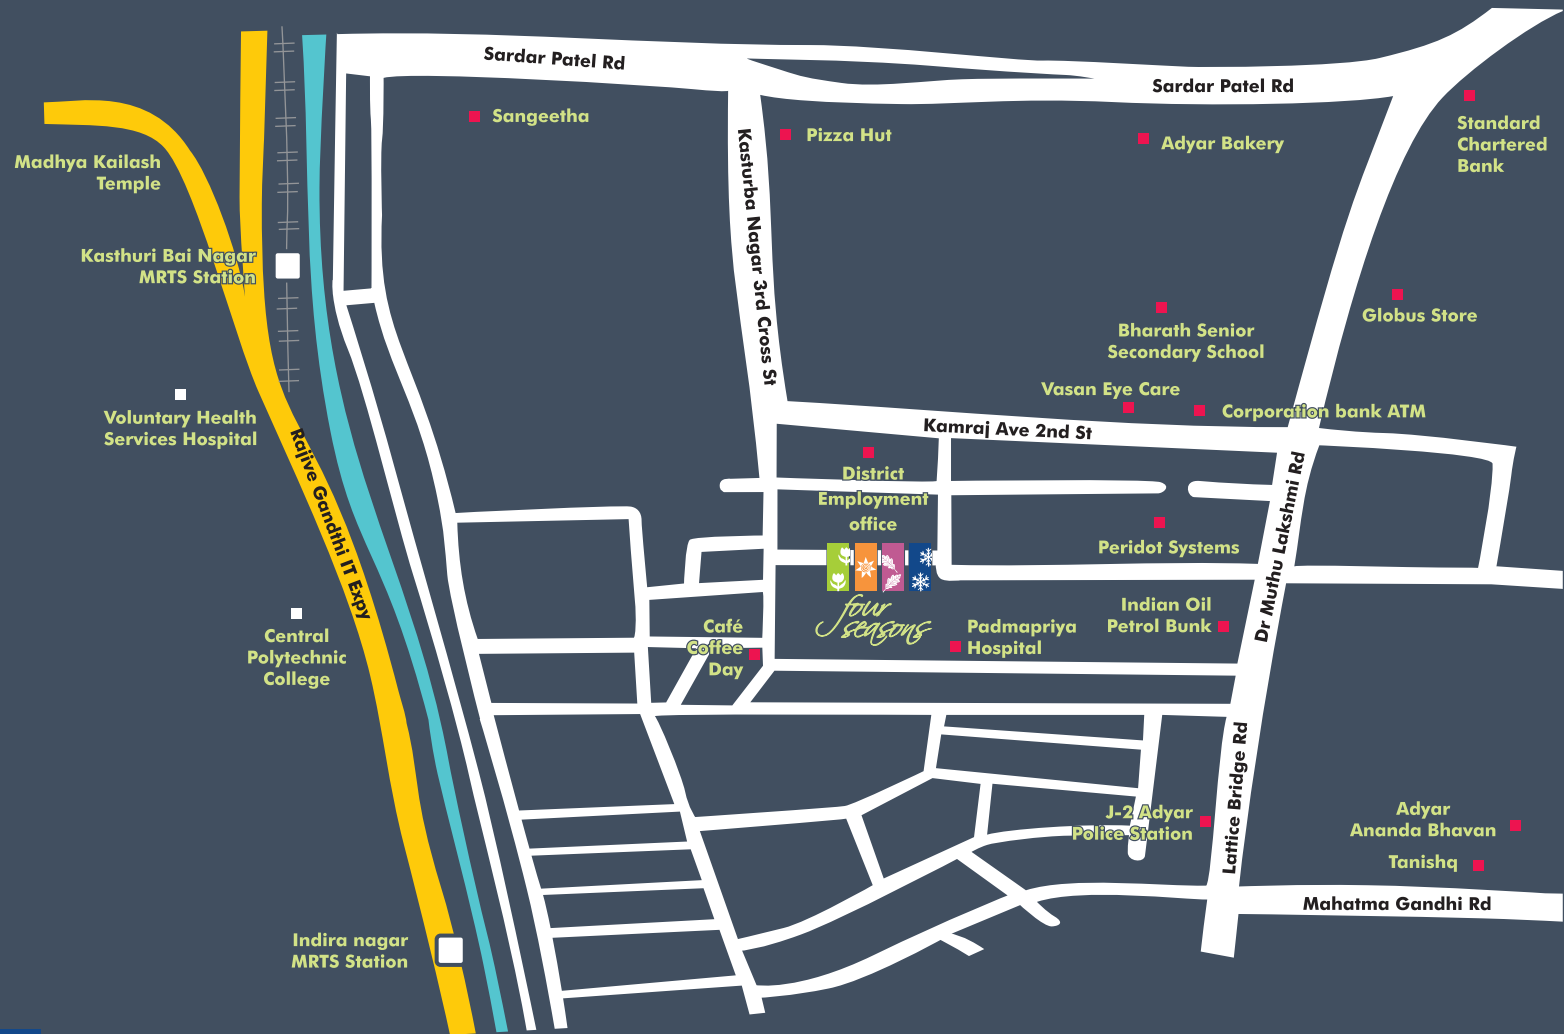 Sardar Patel Rd
Sardar Patel Rd
Sangeetha
Pizza Hut
Adyar Bakery
Standard
Chartered
Bank
Madhya Kailash
Temple
Kasturba Nagar 3rd Cross St
Kasthuri Bai Nagar
MRTS Station
Globus Store
Bharath Senior
Secondary School
Vasan Eye Care
Corporation bank ATM
Voluntary Health
Services Hospital
Kamraj Ave 2nd St
Rajive Gandthi IT Expy
District
Employment
office
Dr Muthu Lakshmi Rd
Peridot Systems
four
seasons
Indian Oil
Petrol Bunk
Café
Coffee
Day
Padmapriya
Hospital
Central
Polytechnic
College
Lattice Bridge Rd
J-2 Adyar
Police Station
Adyar
Ananda Bhavan
Tanishq
Mahatma Gandhi Rd
Indira nagar
MRTS Station